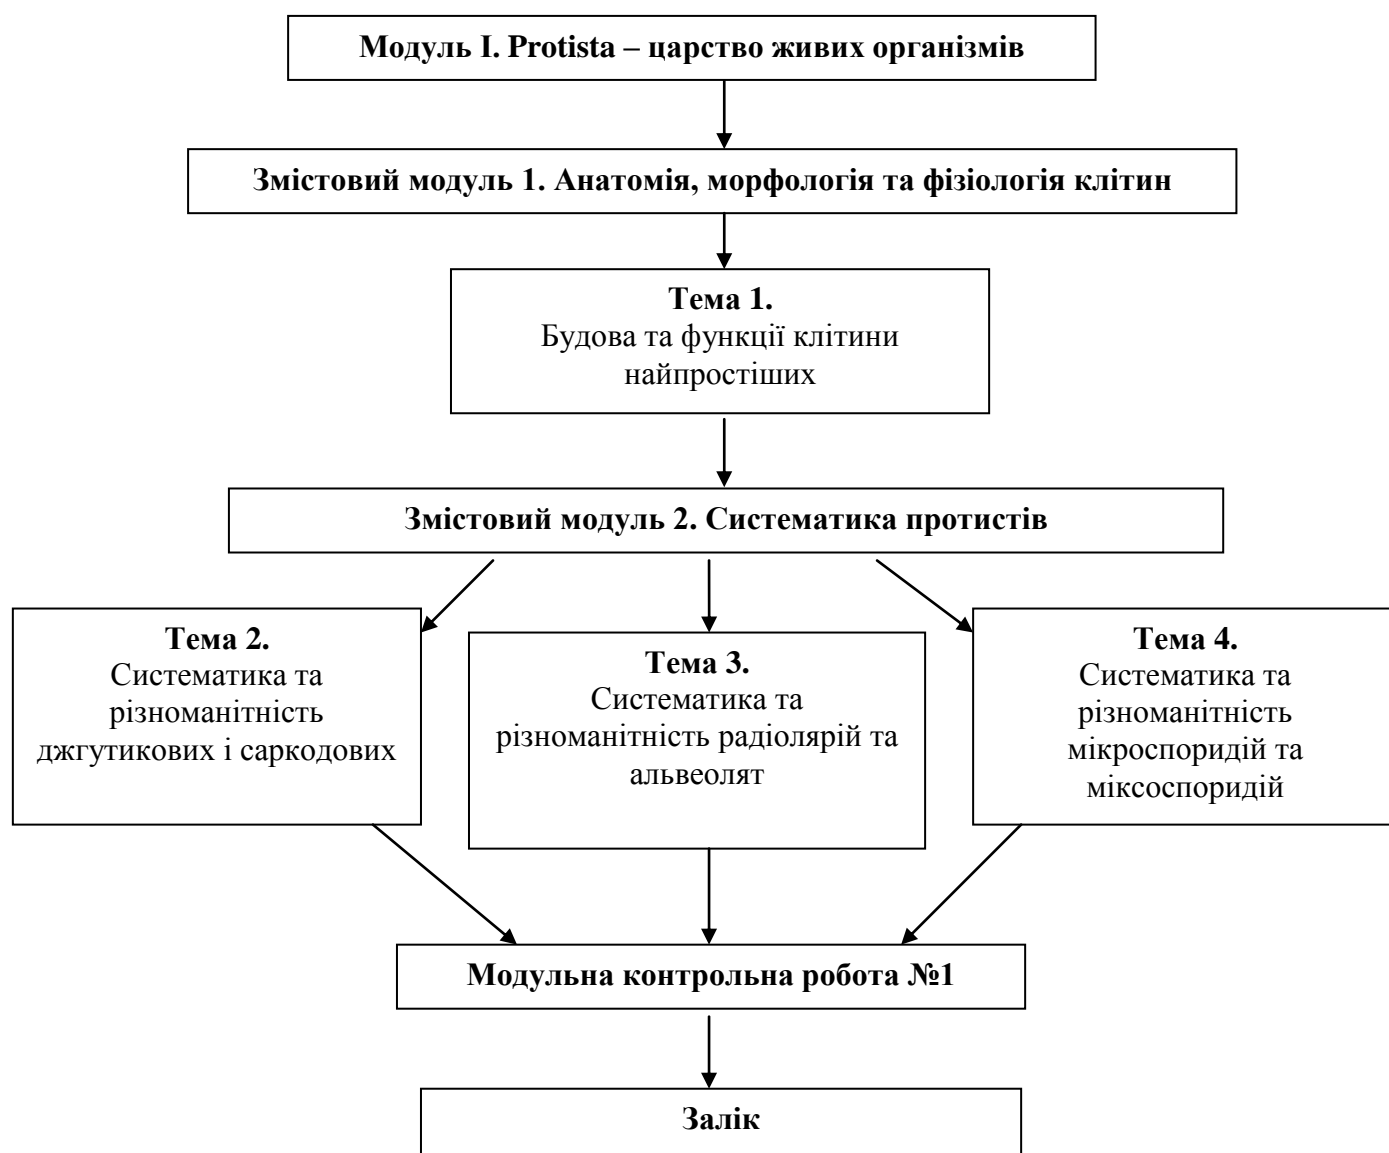 Модуль І. Protista – царство живих організмів
Змістовий модуль 1. Анатомія, морфологія та фізіологія клітин
Тема 1.
Будова та функції клітини
найпростіших
Змістовий модуль 2. Систематика протистів
Тема 2.
Систематика та
різноманітність
джгутикових і саркодових
Тема 3.
Систематика та
різноманітність радіолярій та
альвеолят
Тема 4.
Систематика та
різноманітність
мікроспоридій та
міксоспоридій
Модульна контрольна робота №1
Залік